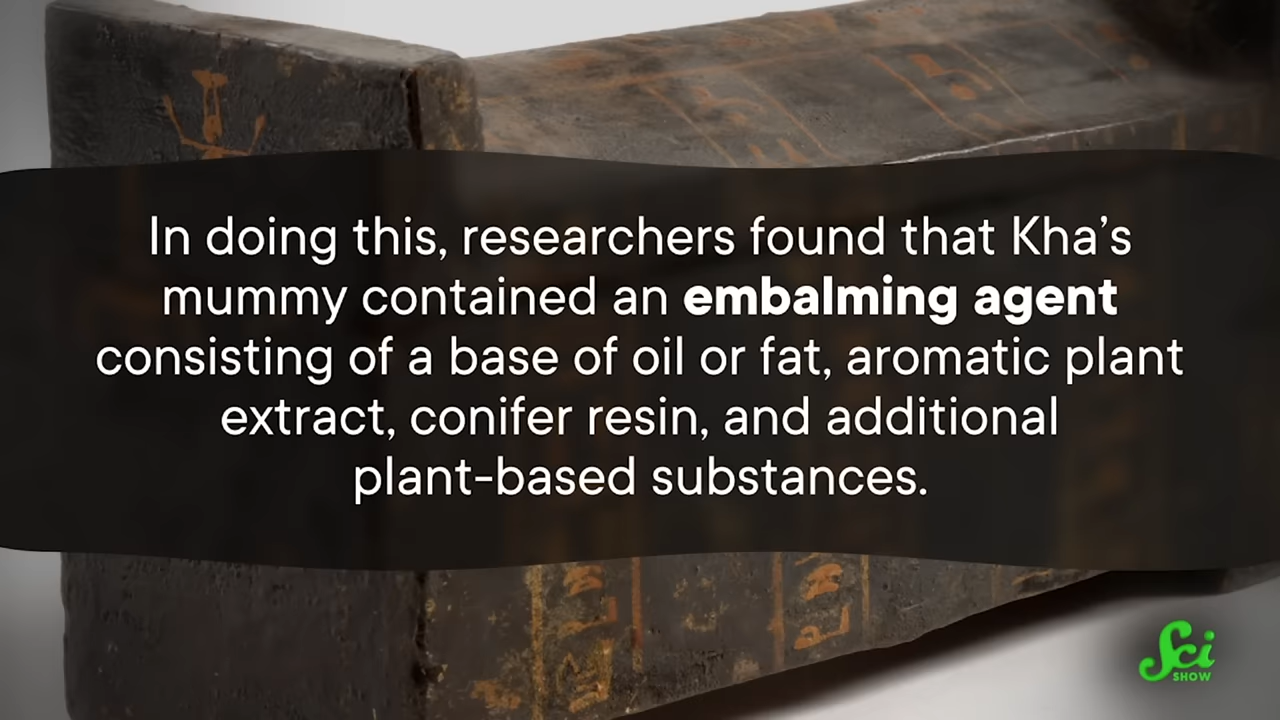 In doing this, researchers found that Kha’s
mummy contained an embalming agent
consisting of a base of oil or fat, aromatic plant
extract, conifer resin, and additional
plant-based substances.
Sci
SHOW